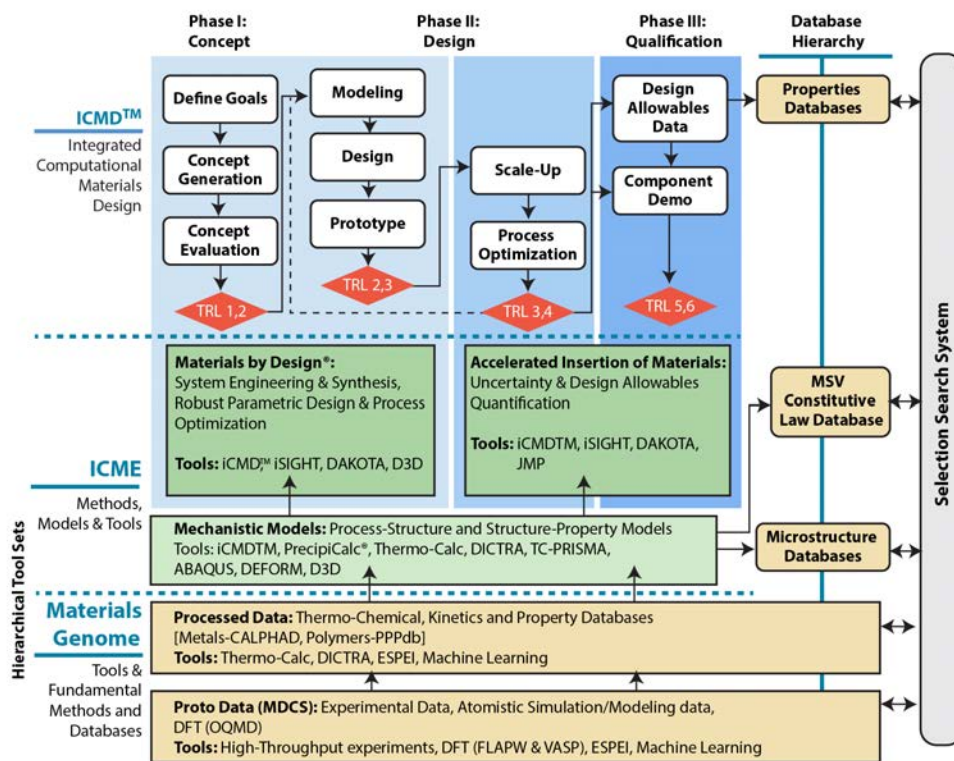 Phase I:
Concept
Phase II:
Design
Phase III:
Qualification
Database
Hierarchy
ICMD™
Integrated
Computational
Materials
Design
Define Goals
Concept
Generation
Concept
Evaluation
TRL 1,2
Modeling
Design
Prototype
TRL 2,3
Scale-Up
Process
Optimization
TRL 3,4
Design
Allowables
Data
Component
Demo
TRL 5,6
Properties
Databases
MSV
Constitutive
Law Database
Microstructure
Databases
Selection Search System
Hierarchical Tool Sets
ICME
Methods,
Models & Tools
Materials by Design®:
System Engineering & Synthesis,
Robust Parametric Design & Process
Optimization
Tools: iCMD,™ iSIGHT, DAKOTA, D3D
Accelerated Insertion of Materials:
Uncertainty & Design Allowables
Quantification
Tools: iCMDTM, iSIGHT, DAKOTA,
JMP
Mechanistic Models: Process-Structure and Structure-Property Models
Tools: iCMDTM, PrecipiCalc®, Thermo-Calc, DICTRA, TC-PRISMA,
ABAQUS, DEFORM, D3D
Materials
Genome
Tools &
Fundamental
Methods and
Databases
Processed Data: Thermo-Chemical, Kinetics and Property Databases
[Metals-CALPHAD, Polymers-PPPdb]
Tools: Thermo-Calc, DICTRA, ESPEI, Machine Learning
Proto Data (MDCS): Experimental Data, Atomistic Simulation/Modeling data,
DFT (OQMD)
Tools: High-Throughput experiments, DFT (FLAPW & VASP), ESPEI, Machine Learning